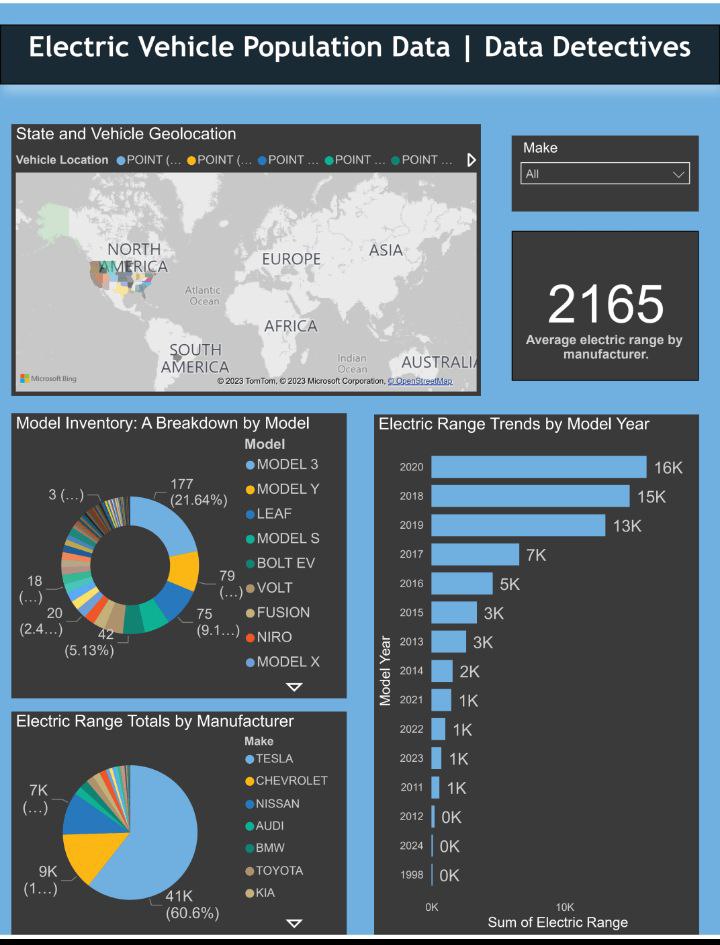 Electric Vehicle Population Data | Data Detectives
State and Vehicle Geolocation
Vehicle Location
POINT (...
POINT (...
POINT ...
POINT ...
POINT ...
NORTH
AMERICA
EUROPE
ASIA
Atlantic
Ocean
AFRICA
SOUTH
AMERICA
Indian
Ocean
AUSTRALIA
Microsoft Bing
© 2023 TomTom, © 2023 Microsoft Corporation, © OpenStreetMap
Make
All
2165
Average electric range by
manufacturer.
Model Inventory: A Breakdown by Model
177
(21.64%)
79
(...)
75
(9.1...)
42
(5.13%)
20
(2.4...)
18
(...)
3 (...)
Model
MODEL 3
MODEL Y
LEAF
MODEL S
BOLT EV
VOLT
FUSION
NIRO
MODEL X
Electric Range Totals by Manufacturer
7K
(...)
9K
(1...)
41K
(60.6%)
Make
TESLA
CHEVROLET
NISSAN
AUDI
BMW
TOYOTA
KIA
Electric Range Trends by Model Year
Model Year
2020 16K
2018 15K
2019 13K
2017 7K
2016 5K
2015 3K
2013 3K
2014 2K
2021 1K
2022 1K
2023 1K
2011 1K
2012 0K
2024 0K
1998 0K
0K 10K
Sum of Electric Range